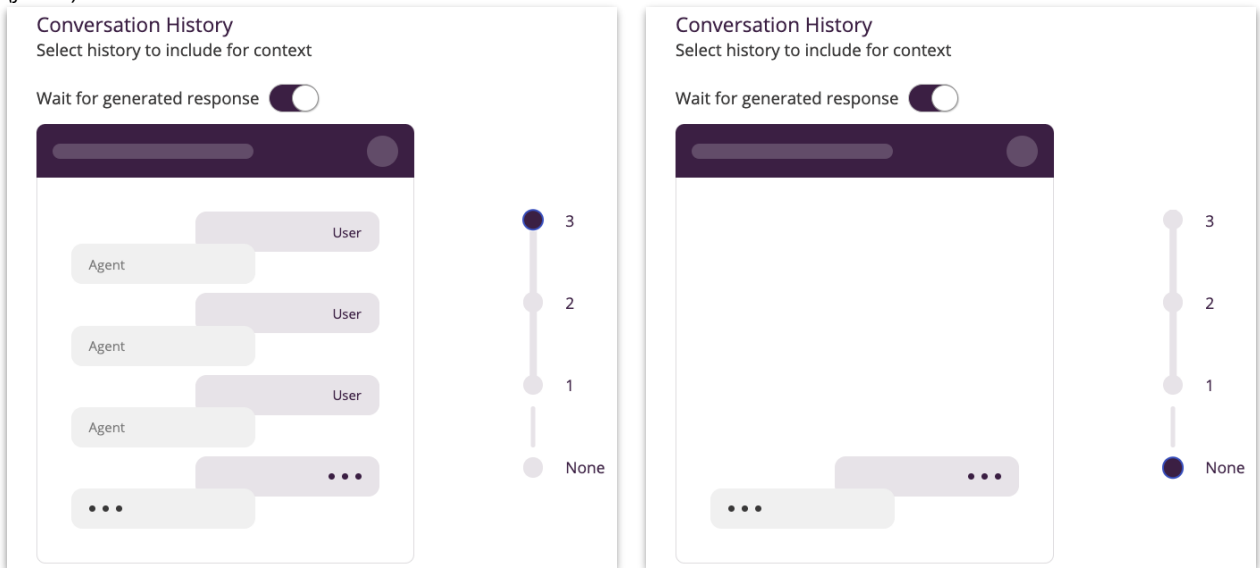 Conversation History
Select history to include for context
Wait for generated response
User
Agent
User
Agent
User
Agent
3
2
1
None
Conversation History
Select history to include for context
Wait for generated response
3
2
1
None